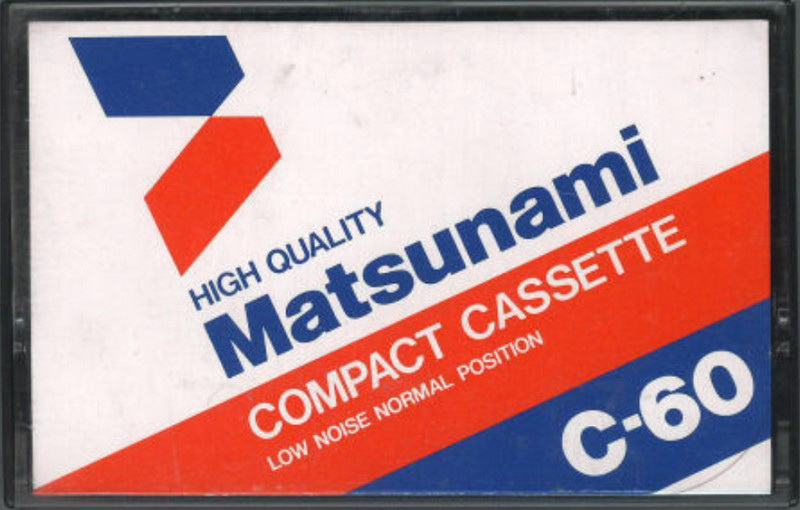 HIGH QUALITY
Matsunami
COMPACT CASSETTE
LOW NOISE NORMAL POSITION
C-60